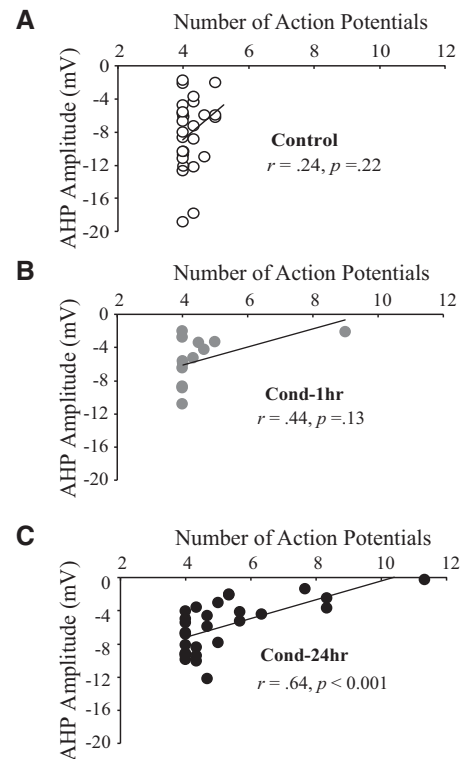 A
Number of Action Potentials
2 4 6 8 10 12
AHP Amplitude (mV)
0
-4
-8
-12
-16
-20
Control
r = .24, p =.22
B
Number of Action Potentials
2 4 6 8 10 12
AHP Amplitude (mV)
0
-4
-8
-12
-16
-20
Cond-1hr
r = .44, p =.13
C
Number of Action Potentials
2 4 6 8 10 12
AHP Amplitude (mV)
0
-4
-8
-12
-16
-20
Cond-24hr
r = .64, p < 0.001